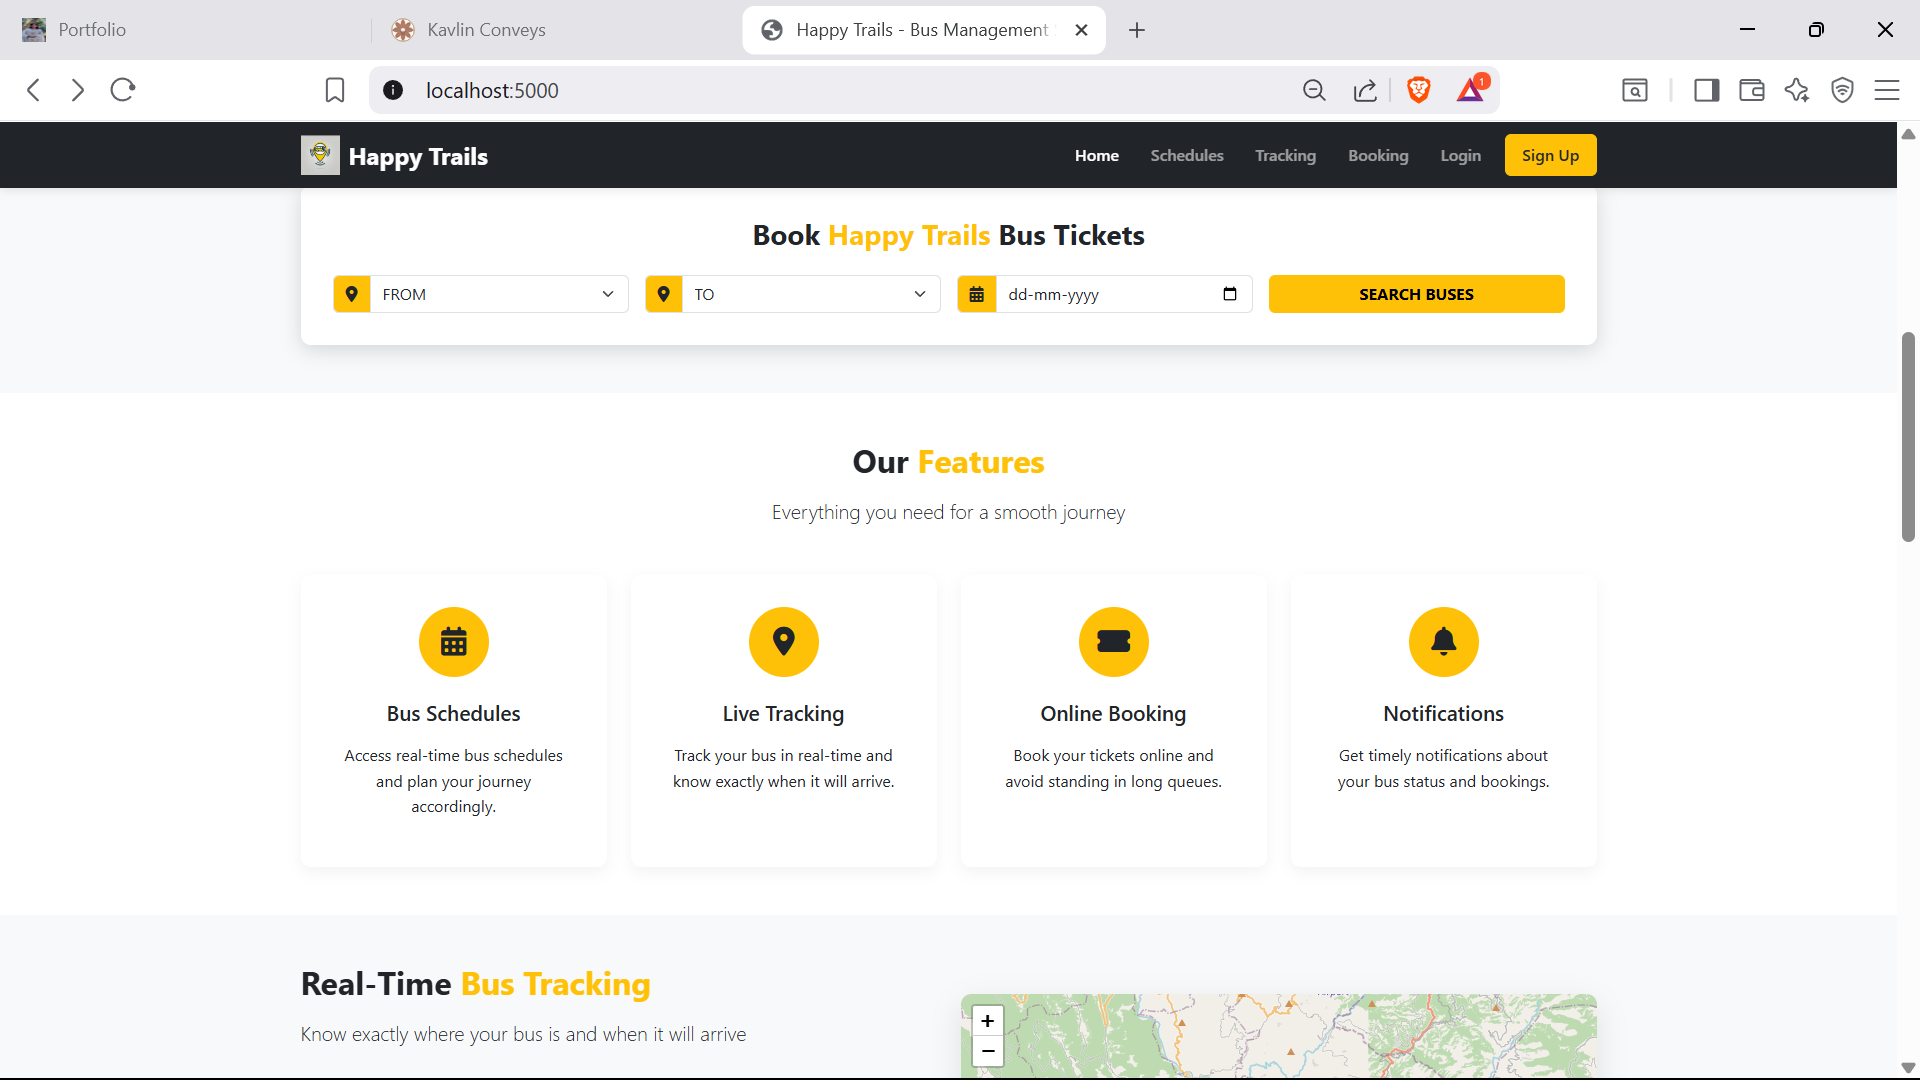 Portfolio
Kavlin Conveys
Happy Trails - Bus Management
localhost:5000
1
Happy Trails
Home
Schedules
Tracking
Booking
Login
Sign Up
Book Happy Trails Bus Tickets
FROM
TO
dd-mm-yyyy
SEARCH BUSES
Our Features
Everything you need for a smooth journey
Bus Schedules
Access real-time bus schedules
and plan your journey
accordingly.
Live Tracking
Track your bus in real-time and
know exactly when it will arrive.
Online Booking
Book your tickets online and
avoid standing in long queues.
Notifications
Get timely notifications about
your bus status and bookings.
Real-Time Bus Tracking
Know exactly where your bus is and when it will arrive
+
−